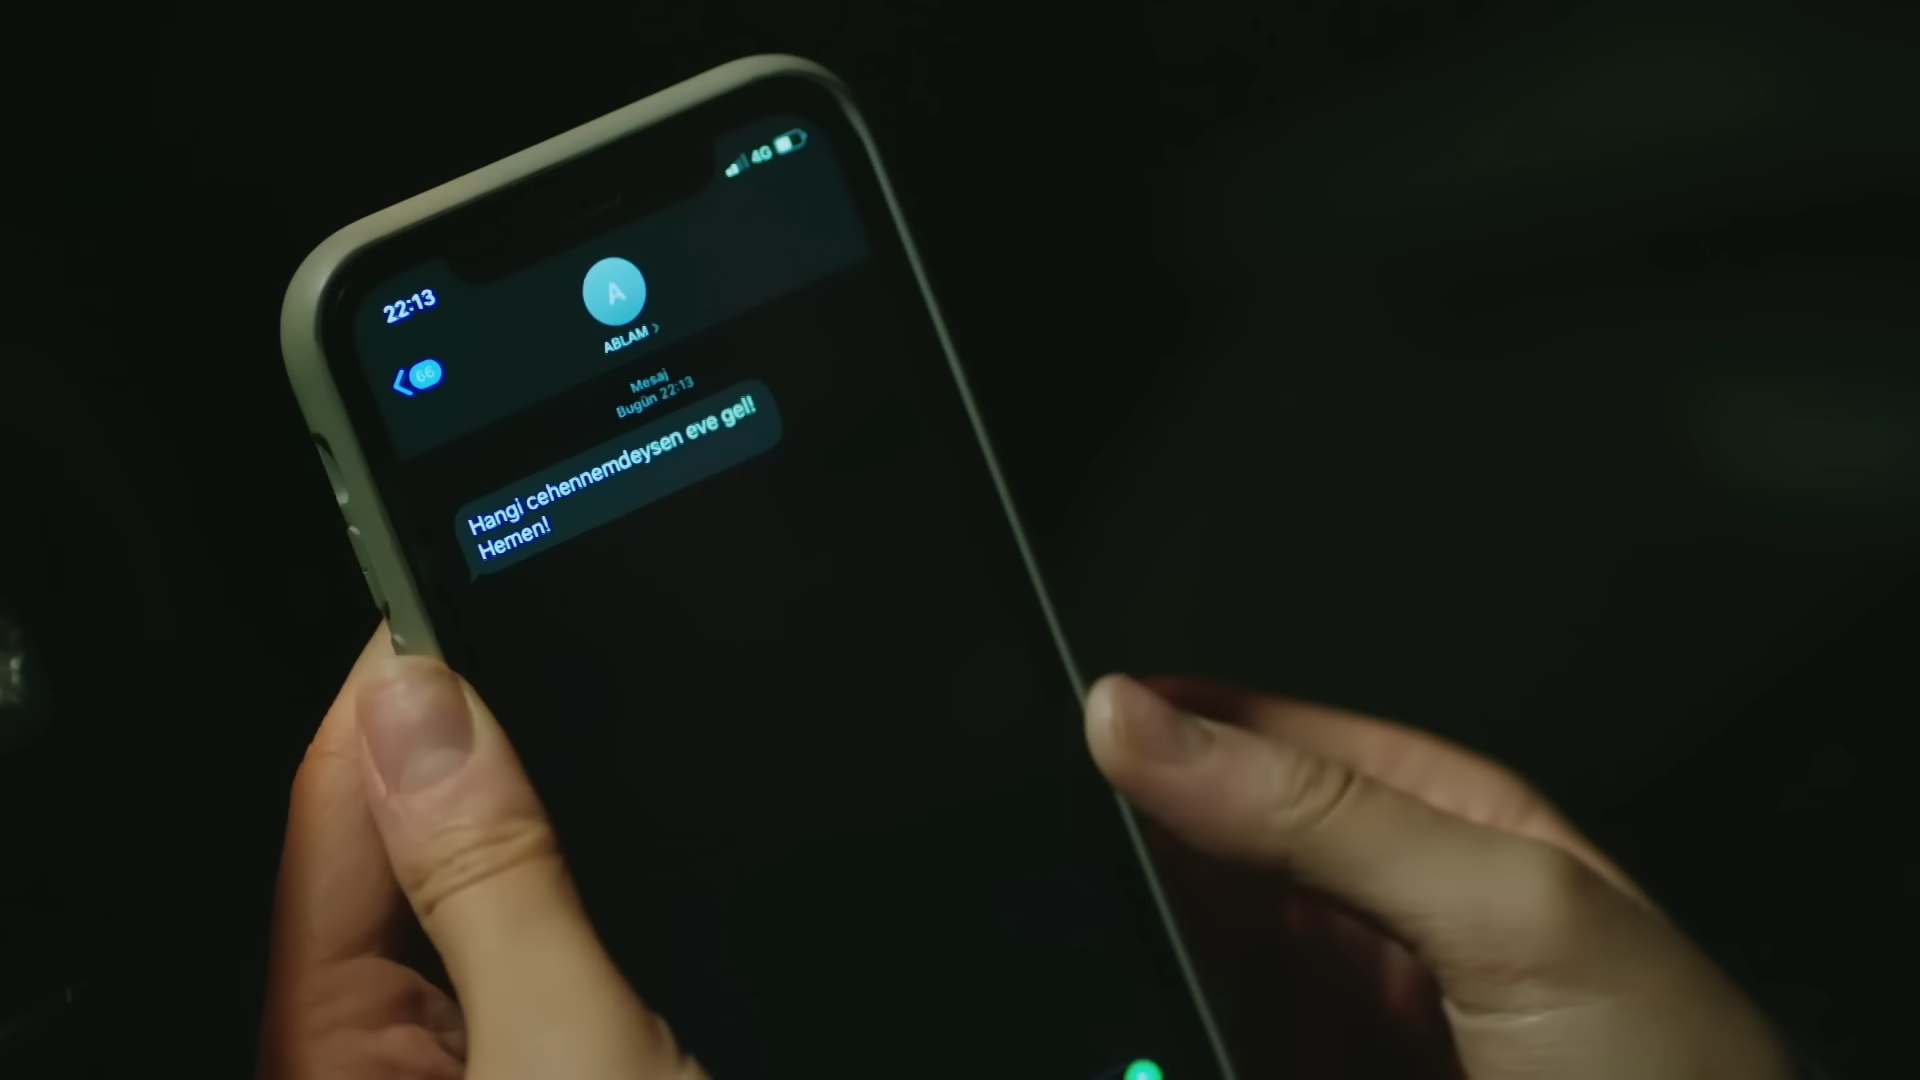 4G
22:13
A
66
ABLAM
Mesaj
Bugün 22:13
Hangi cehennemdeysen eve gel!
Hemen!